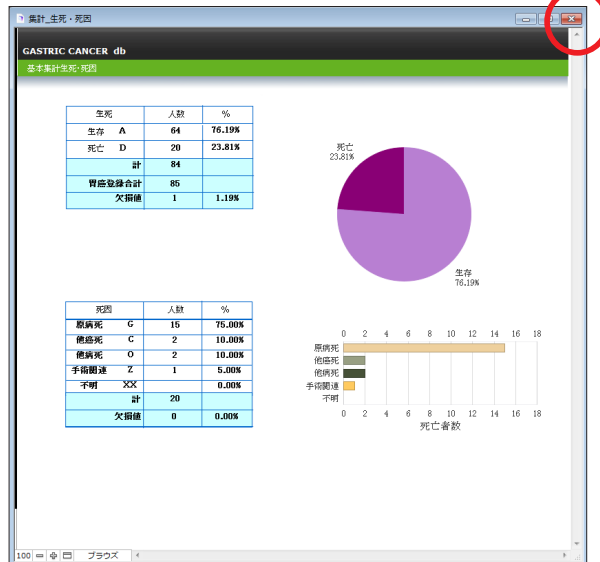 集計_生死・死因
GASTRIC CANCER db
基本集計生死・死因
生死 人数 %
生存 A 64 76.19%
死亡 D 20 23.81%
計 84
胃癌登録合計 85
欠損値 1 1.19%
死亡
23.81%
生存
76.19%
死因 人数 %
原病死 G 15 75.00%
他癌死 C 2 10.00%
他病死 O 2 10.00%
手術関連 Z 1 5.00%
不明 XX 0.00%
計 20
欠損値 0 0.00%
0 2 4 6 8 10 12 14 16 18
原病死
他癌死
他病死
手術関連
不明
0 2 4 6 8 10 12 14 16 18
死亡者数
100 ブラウズ